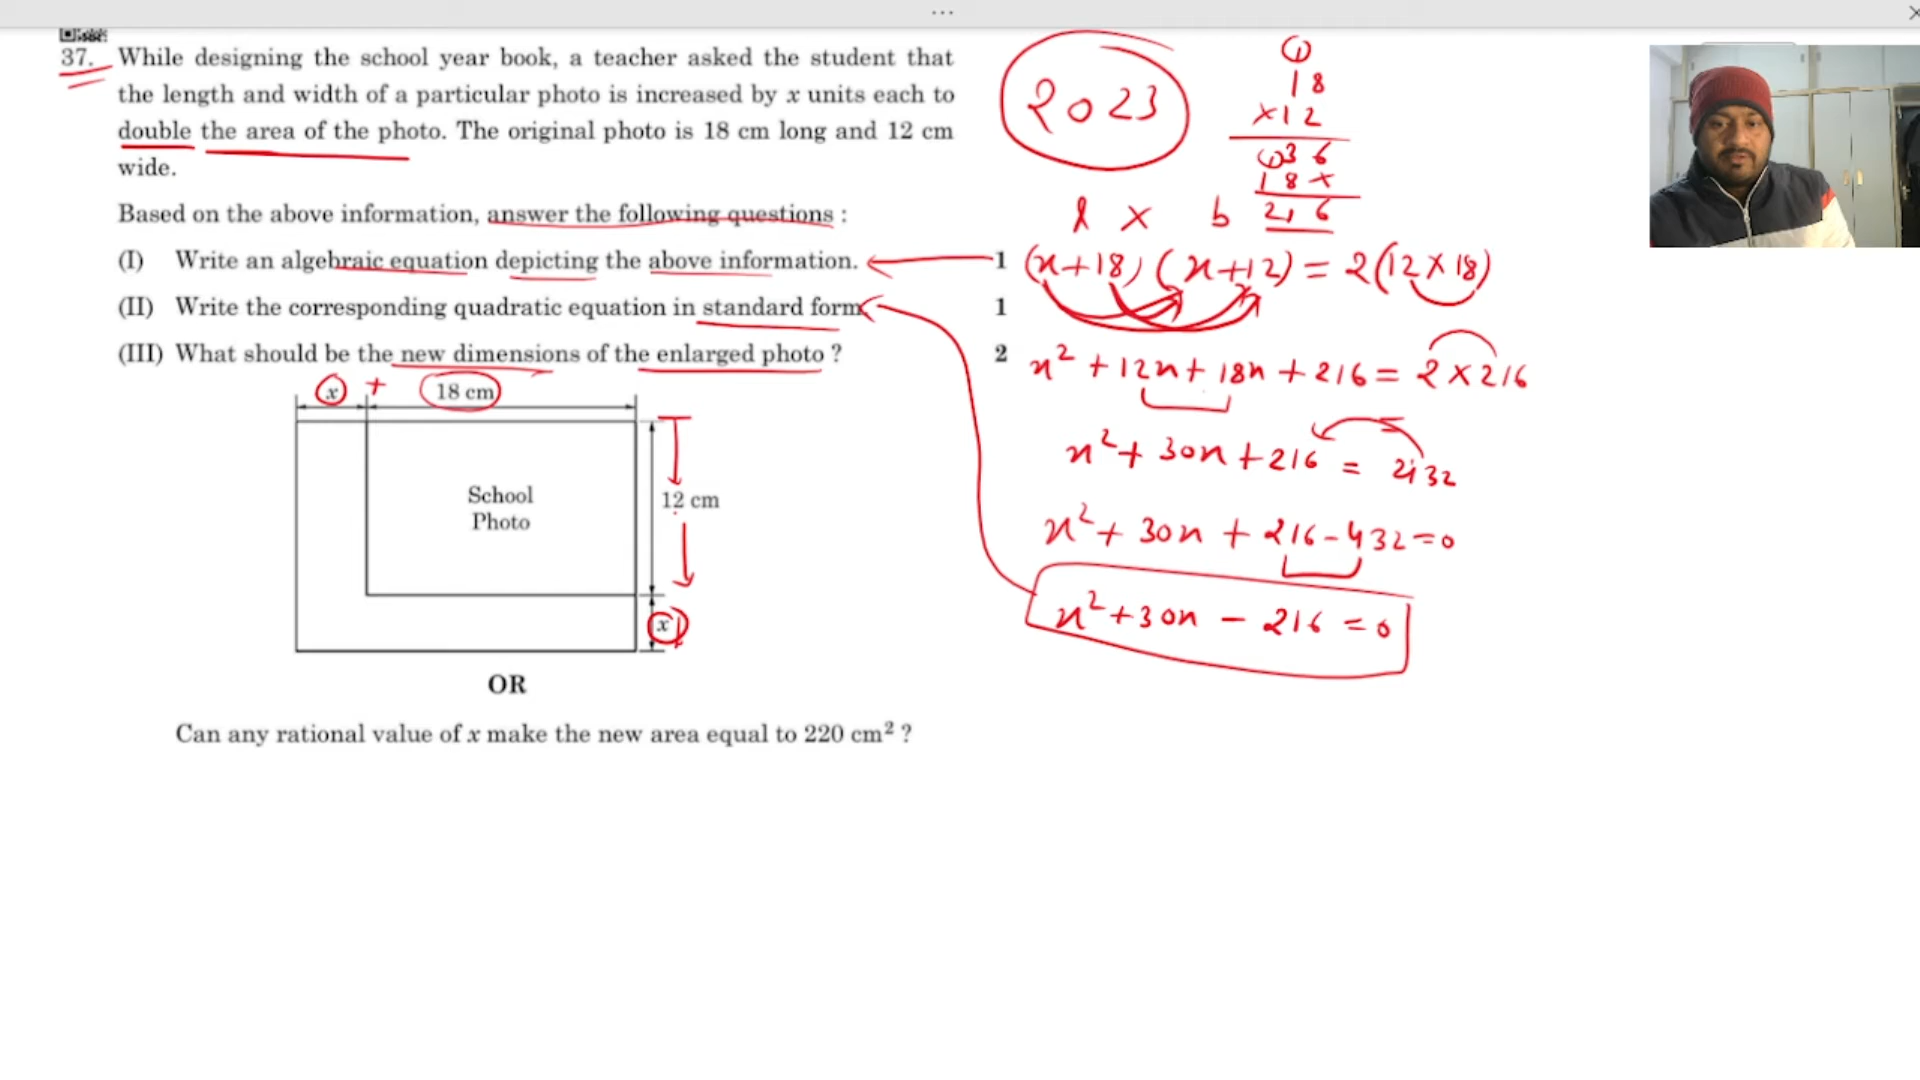 37. While designing the school year book, a teacher asked the student that
the length and width of a particular photo is increased by x units each to
double the area of the photo. The original photo is 18 cm long and 12 cm
wide.
Based on the above information, answer the following questions :
(I) Write an algebraic equation depicting the above information. 1
(II) Write the corresponding quadratic equation in standard form 1
(III) What should be the new dimensions of the enlarged photo ? 2
x + 18 cm
School
Photo
12 cm
x
OR
Can any rational value of x make the new area equal to 220 cm² ?
2023
1
18
×12
36
18×
216
l × b
(x+18)(x+12) = 2(12×18)
x² + 12x + 18x + 216 = 2×216
x² + 30x + 216 = 432
x² + 30x + 216 - 432 = 0
x² + 30x - 216 = 0